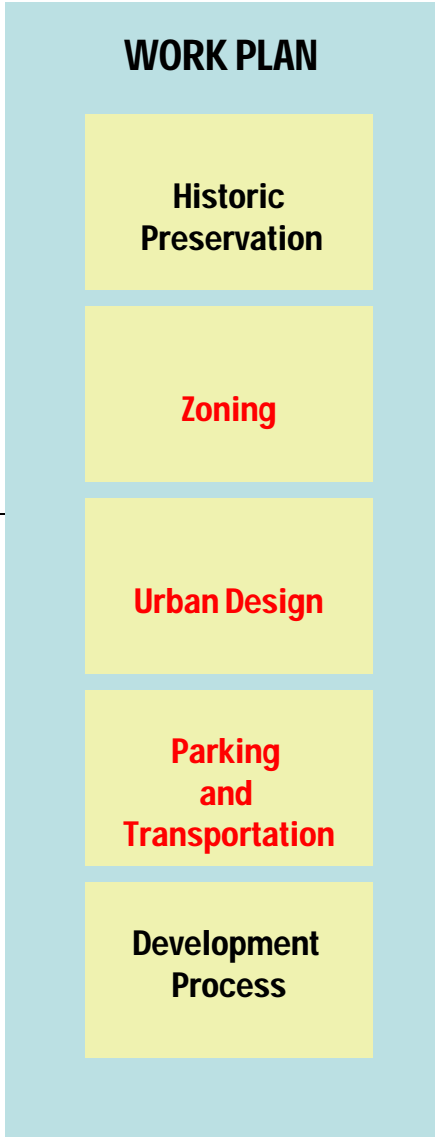 WORK PLAN
Historic
Preservation
Zoning
Urban Design
Parking
and
Transportation
Development
Process